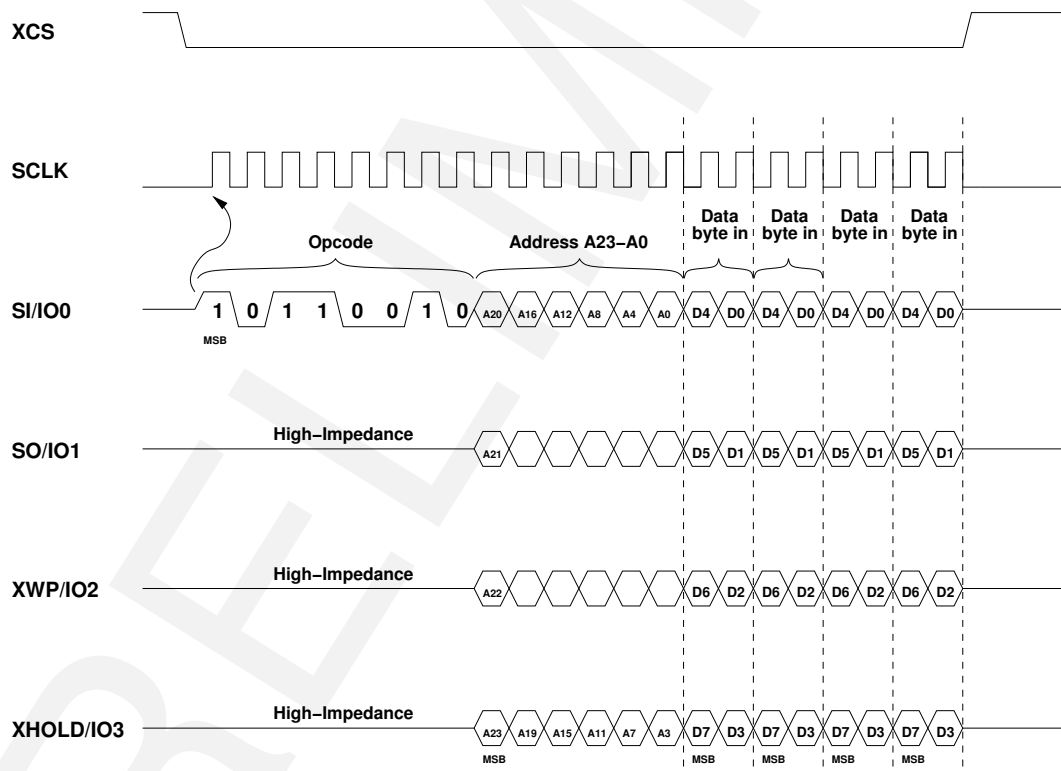 XCS
SCLK
Data byte in Data byte in Data byte in Data byte in
Opcode Address A23−A0
SI/IO0 1 0 1 1 0 0 1 0 A20 A16 A12 A8 A4 A0 D4 D0 D4 D0 D4 D0 D4 D0
MSB
SO/IO1 High−Impedance A21 D5 D1 D5 D1 D5 D1 D5 D1
XWP/IO2 High−Impedance A22 D6 D2 D6 D2 D6 D2 D6 D2
XHOLD/IO3 High−Impedance A23 A19 A15 A11 A7 A3 D7 D3 D7 D3 D7 D3 D7 D3
MSB MSB MSB MSB MSB